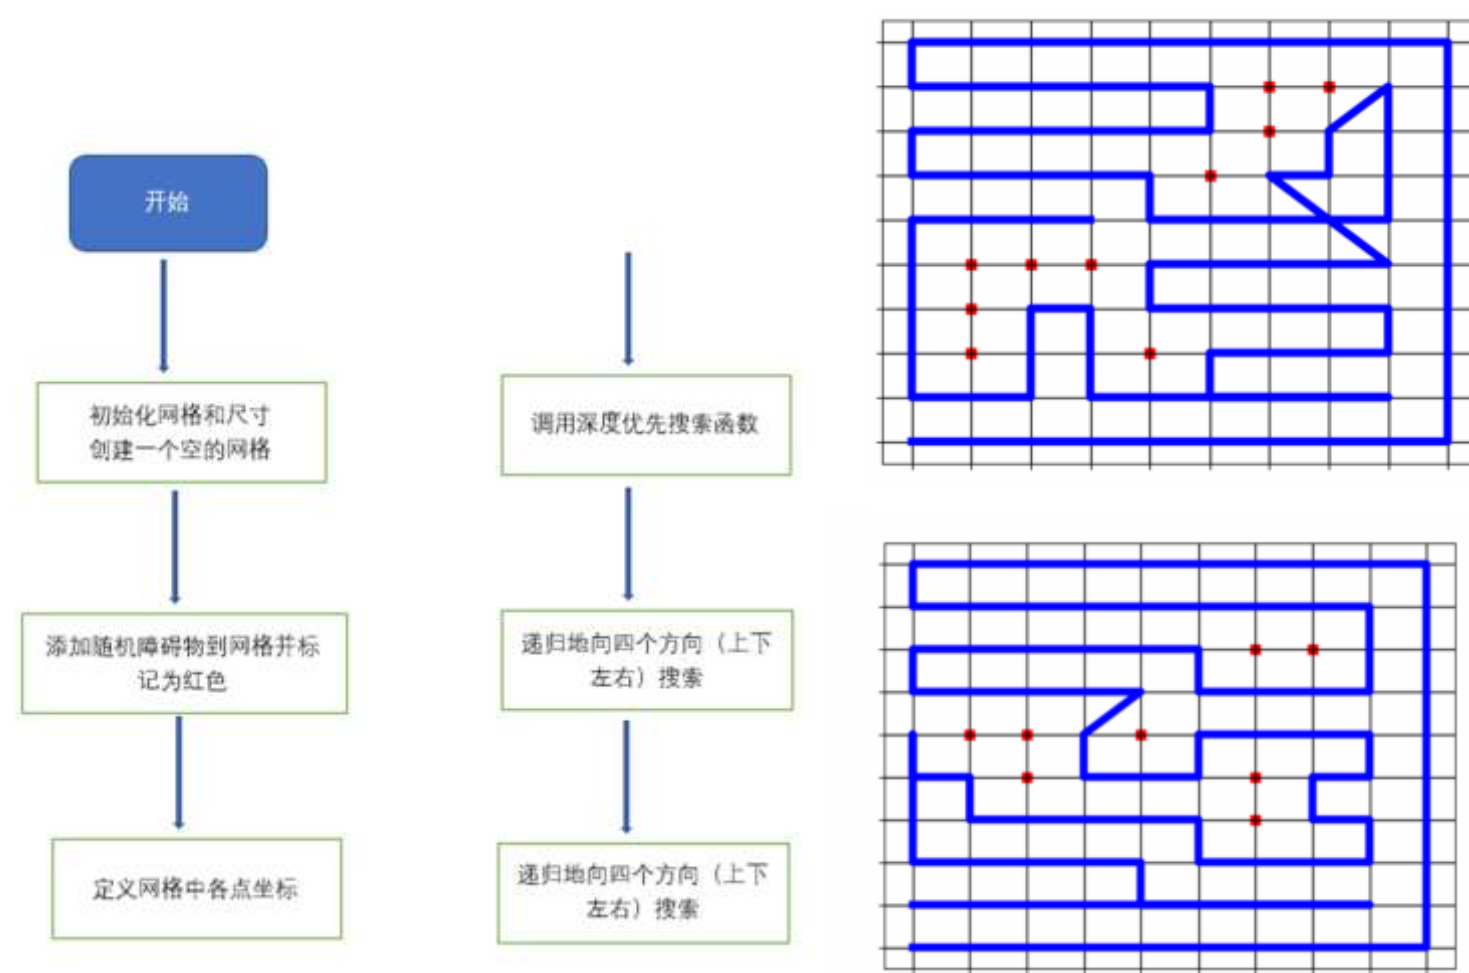 开始
初始化网格和尺寸
创建一个空的网格
添加随机障碍物到网格并标
记为红色
定义网格中各点坐标
调用深度优先搜索函数
递归地向四个方向（上下
左右）搜索
递归地向四个方向（上下
左右）搜索